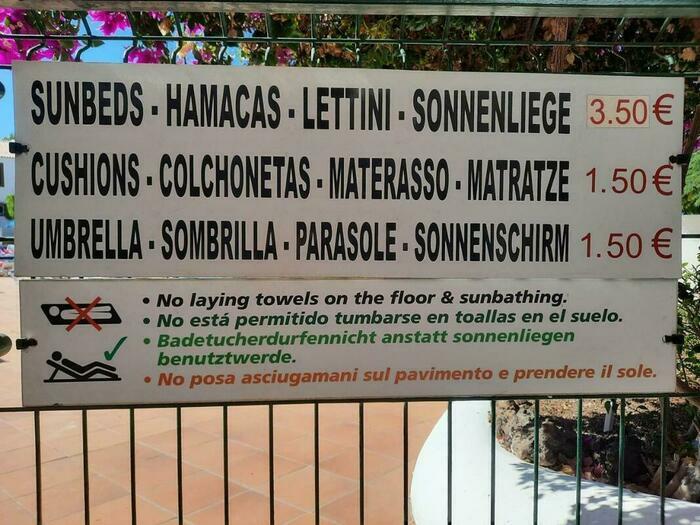 SUNBEDS - HAMACAS - LETTINI - SONNENLIEGE 3.50 €
CUSHIONS - COLCHONETAS - MATERASSO - MATRATZE 1.50 €
UMBRELLA - SOMBRILLA - PARASOLE - SONNENSCHIRM 1.50 €
• No laying towels on the floor & sunbathing.
• No está permitido tumbarse en toallas en el suelo.
• Badetucherdurfennicht anstatt sonnenliegen
benutztwerde.
• No posa asciugamani sul pavimento e prendere il sole.